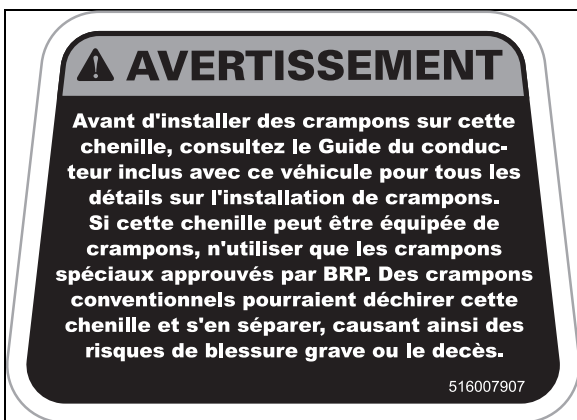 AVERTISSEMENT
Avant d'installer des crampons sur cette
chenille, consultez le Guide du conduc-
teur inclus avec ce véhicule pour tous les
détails sur l'installation de crampons.
Si cette chenille peut être équipée de
crampons, n'utiliser que les crampons
spéciaux approuvés par BRP. Des crampons
conventionnels pourraient déchirer cette
chenille et s'en séparer, causant ainsi des
risques de blessure grave ou le decès.
516007907